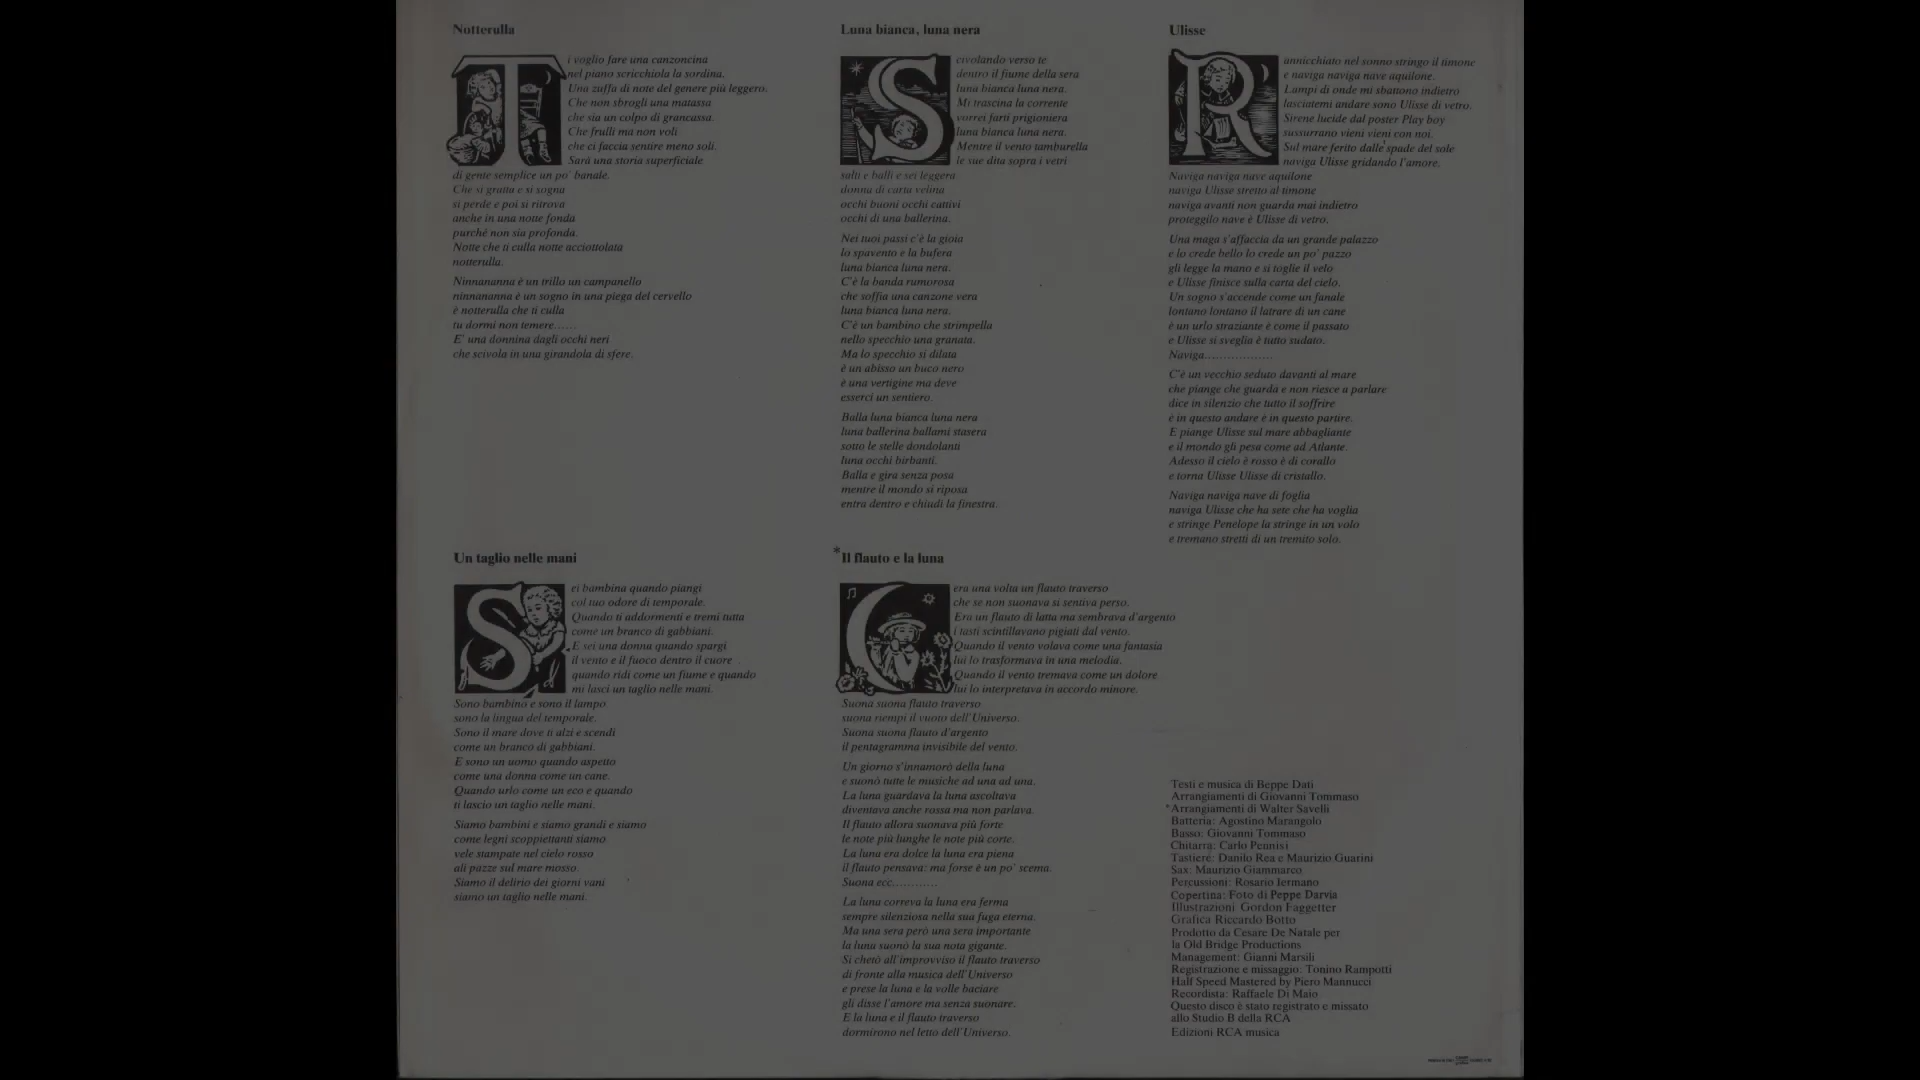 Notterulla
Ti voglio fare una canzoncina
nel piano scricchiola la sordina.
Una zuffa di note del genere più leggero.
Che non sbrogli una matassa
che sia un colpo di grancassa.
Che frulli ma non voli
che ci faccia sentire meno soli.
Sarà una storia superficiale
di gente semplice un po' banale.
Che si gratta e si sogna
si perde e poi si ritrova
anche in una notte fonda
purché non sia profonda.
Notte che ti culla notte acciottolata
notterulla.
Ninnananna è un trillo un campanello
ninnananna è un sogno in una piega del cervello
è notterulla che ti culla
tu dormi non temere......
E' una donnina dagli occhi neri
che scivola in una girandola di sfere.
Luna bianca, luna nera
Scivolando verso te
dentro il fiume della sera
luna bianca luna nera.
Mi trascina la corrente
vorrei farti prigioniera
luna bianca luna nera.
Mentre il vento tamburella
le sue dita sopra i vetri
salti e balli e sei leggera
donna di carta velina
occhi buoni occhi cattivi
occhi di una ballerina.
Nei tuoi passi c'è la gioia
lo spavento e la bufera
luna bianca luna nera.
C'è la banda rumorosa
che soffia una canzone vera
luna bianca luna nera.
C'è un bambino che strimpella
nello specchio una granata.
Ma lo specchio si dilata
è un abisso un buco nero
è una vertigine ma deve
esserci un sentiero.
Balla luna bianca luna nera
luna ballerina ballami stasera
sotto le stelle dondolanti
luna occhi birbanti.
Balla e gira senza posa
mentre il mondo si riposa
entra dentro e chiudi la finestra.
Ulisse
Rannicchiato nel sonno stringo il timone
e naviga naviga nave aquilone.
Lampi di onde mi sbattono indietro
lasciatemi andare sono Ulisse di vetro.
Sirene lucide dal poster Play boy
sussurrano vieni vieni con noi.
Sul mare ferito dalle spade del sole
naviga Ulisse gridando l'amore.
Naviga naviga nave aquilone
naviga Ulisse stretto al timone
naviga avanti non guarda mai indietro
proteggilo nave è Ulisse di vetro.
Una maga s'affaccia da un grande palazzo
e lo crede bello lo crede un po' pazzo
gli legge la mano e si toglie il velo
e Ulisse finisce sulla carta del cielo.
Un sogno s'accende come un fanale
lontano lontano il latrare di un cane
è un urlo straziante è come il passato
e Ulisse si sveglia è tutto sudato.
Naviga..................
C'è un vecchio seduto davanti al mare
che piange che guarda e non riesce a parlare
dice in silenzio che tutto il soffrire
è in questo andare è in questo partire.
E piange Ulisse sul mare abbagliante
e il mondo gli pesa come ad Atlante.
Adesso il cielo è rosso è di corallo
e torna Ulisse Ulisse di cristallo.
Naviga naviga nave di foglia
naviga Ulisse che ha sete che ha voglia
e stringe Penelope la stringe in un volo
e tremano stretti di un tremito solo.
Un taglio nelle mani
Sei bambina quando piangi
col tuo odore di temporale.
Quando ti addormenti e tremi tutta
come un branco di gabbiani.
E sei una donna quando spargi
il vento e il fuoco dentro il cuore
quando ridi come un fiume e quando
mi lasci un taglio nelle mani.
Sono bambino e sono il lampo
sono la lingua del temporale.
Sono il mare dove ti alzi e scendi
come un branco di gabbiani.
E sono un uomo quando aspetto
come una donna come un cane.
Quando urlo come un eco e quando
ti lascio un taglio nelle mani.
Siamo bambini e siamo grandi e siamo
come legni scoppiettanti siamo
vele stampate nel cielo rosso
ali pazze sul mare mosso.
Siamo il delirio dei giorni vani
siamo un taglio nelle mani.
*Il flauto e la luna
C'era una volta un flauto traverso
che se non suonava si sentiva perso.
Era un flauto di latta ma sembrava d'argento
i tasti scintillavano pigiati dal vento.
Quando il vento volava come una fantasia
lui lo trasformava in una melodia.
Quando il vento tremava come un dolore
lui lo interpretava in accordo minore.
Suona suona flauto traverso
suona riempi il vuoto dell'Universo.
Suona suona flauto d'argento
il pentagramma invisibile del vento.
Un giorno s'innamorò della luna
e suonò tutte le musiche ad una ad una.
La luna guardava la luna ascoltava
diventava anche rossa ma non parlava.
Il flauto allora suonava più forte
le note più lunghe le note più corte.
La luna era dolce la luna era piena
il flauto pensava: ma forse è un po' scema.
Suona ecc............
La luna correva la luna era ferma
sempre silenziosa nella sua fuga eterna.
Ma una sera però una sera importante
la luna suonò la sua nota gigante.
Si chetò all'improvviso il flauto traverso
di fronte alla musica dell'Universo
e prese la luna e la volle baciare
gli disse l'amore ma senza suonare.
E la luna e il flauto traverso
dormirono nel letto dell'Universo.
Testi e musica di Beppe Dati
Arrangiamenti di Giovanni Tommaso
*Arrangiamenti di Walter Savelli
Batteria: Agostino Marangolo
Basso: Giovanni Tommaso
Chitarra: Carlo Pennisi
Tastiere: Danilo Rea e Maurizio Guarini
Sax: Maurizio Giammarco
Percussioni: Rosario Iermano
Copertina: Foto di Peppe Darvia
Illustrazioni Gordon Faggetter
Grafica Riccardo Botto
Prodotto da Cesare De Natale per
la Old Bridge Productions
Management: Gianni Marsili
Registrazione e missaggio: Tonino Rampotti
Half Speed Mastered by Piero Mannucci
Recordista: Raffaele Di Maio
Questo disco è stato registrato e missato
allo Studio B della RCA
Edizioni RCA musica